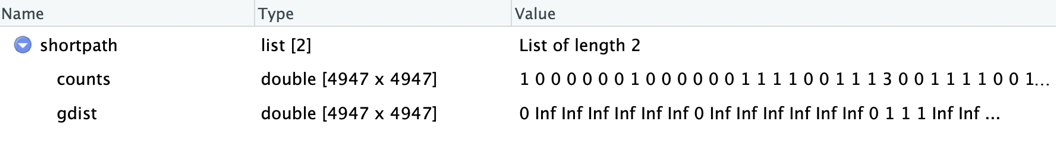 Name Type Value
shortpath list [2] List of length 2
counts double [4947 x 4947] 1 0 0 0 0 0 0 1 0 0 0 0 0 0 1 1 1 1 0 0 1 1 1 3 0 0 1 1 1 1 0 0 1...
gdist double [4947 x 4947] 0 Inf Inf Inf Inf Inf Inf 0 Inf Inf Inf Inf Inf Inf 0 1 1 1 Inf Inf ...